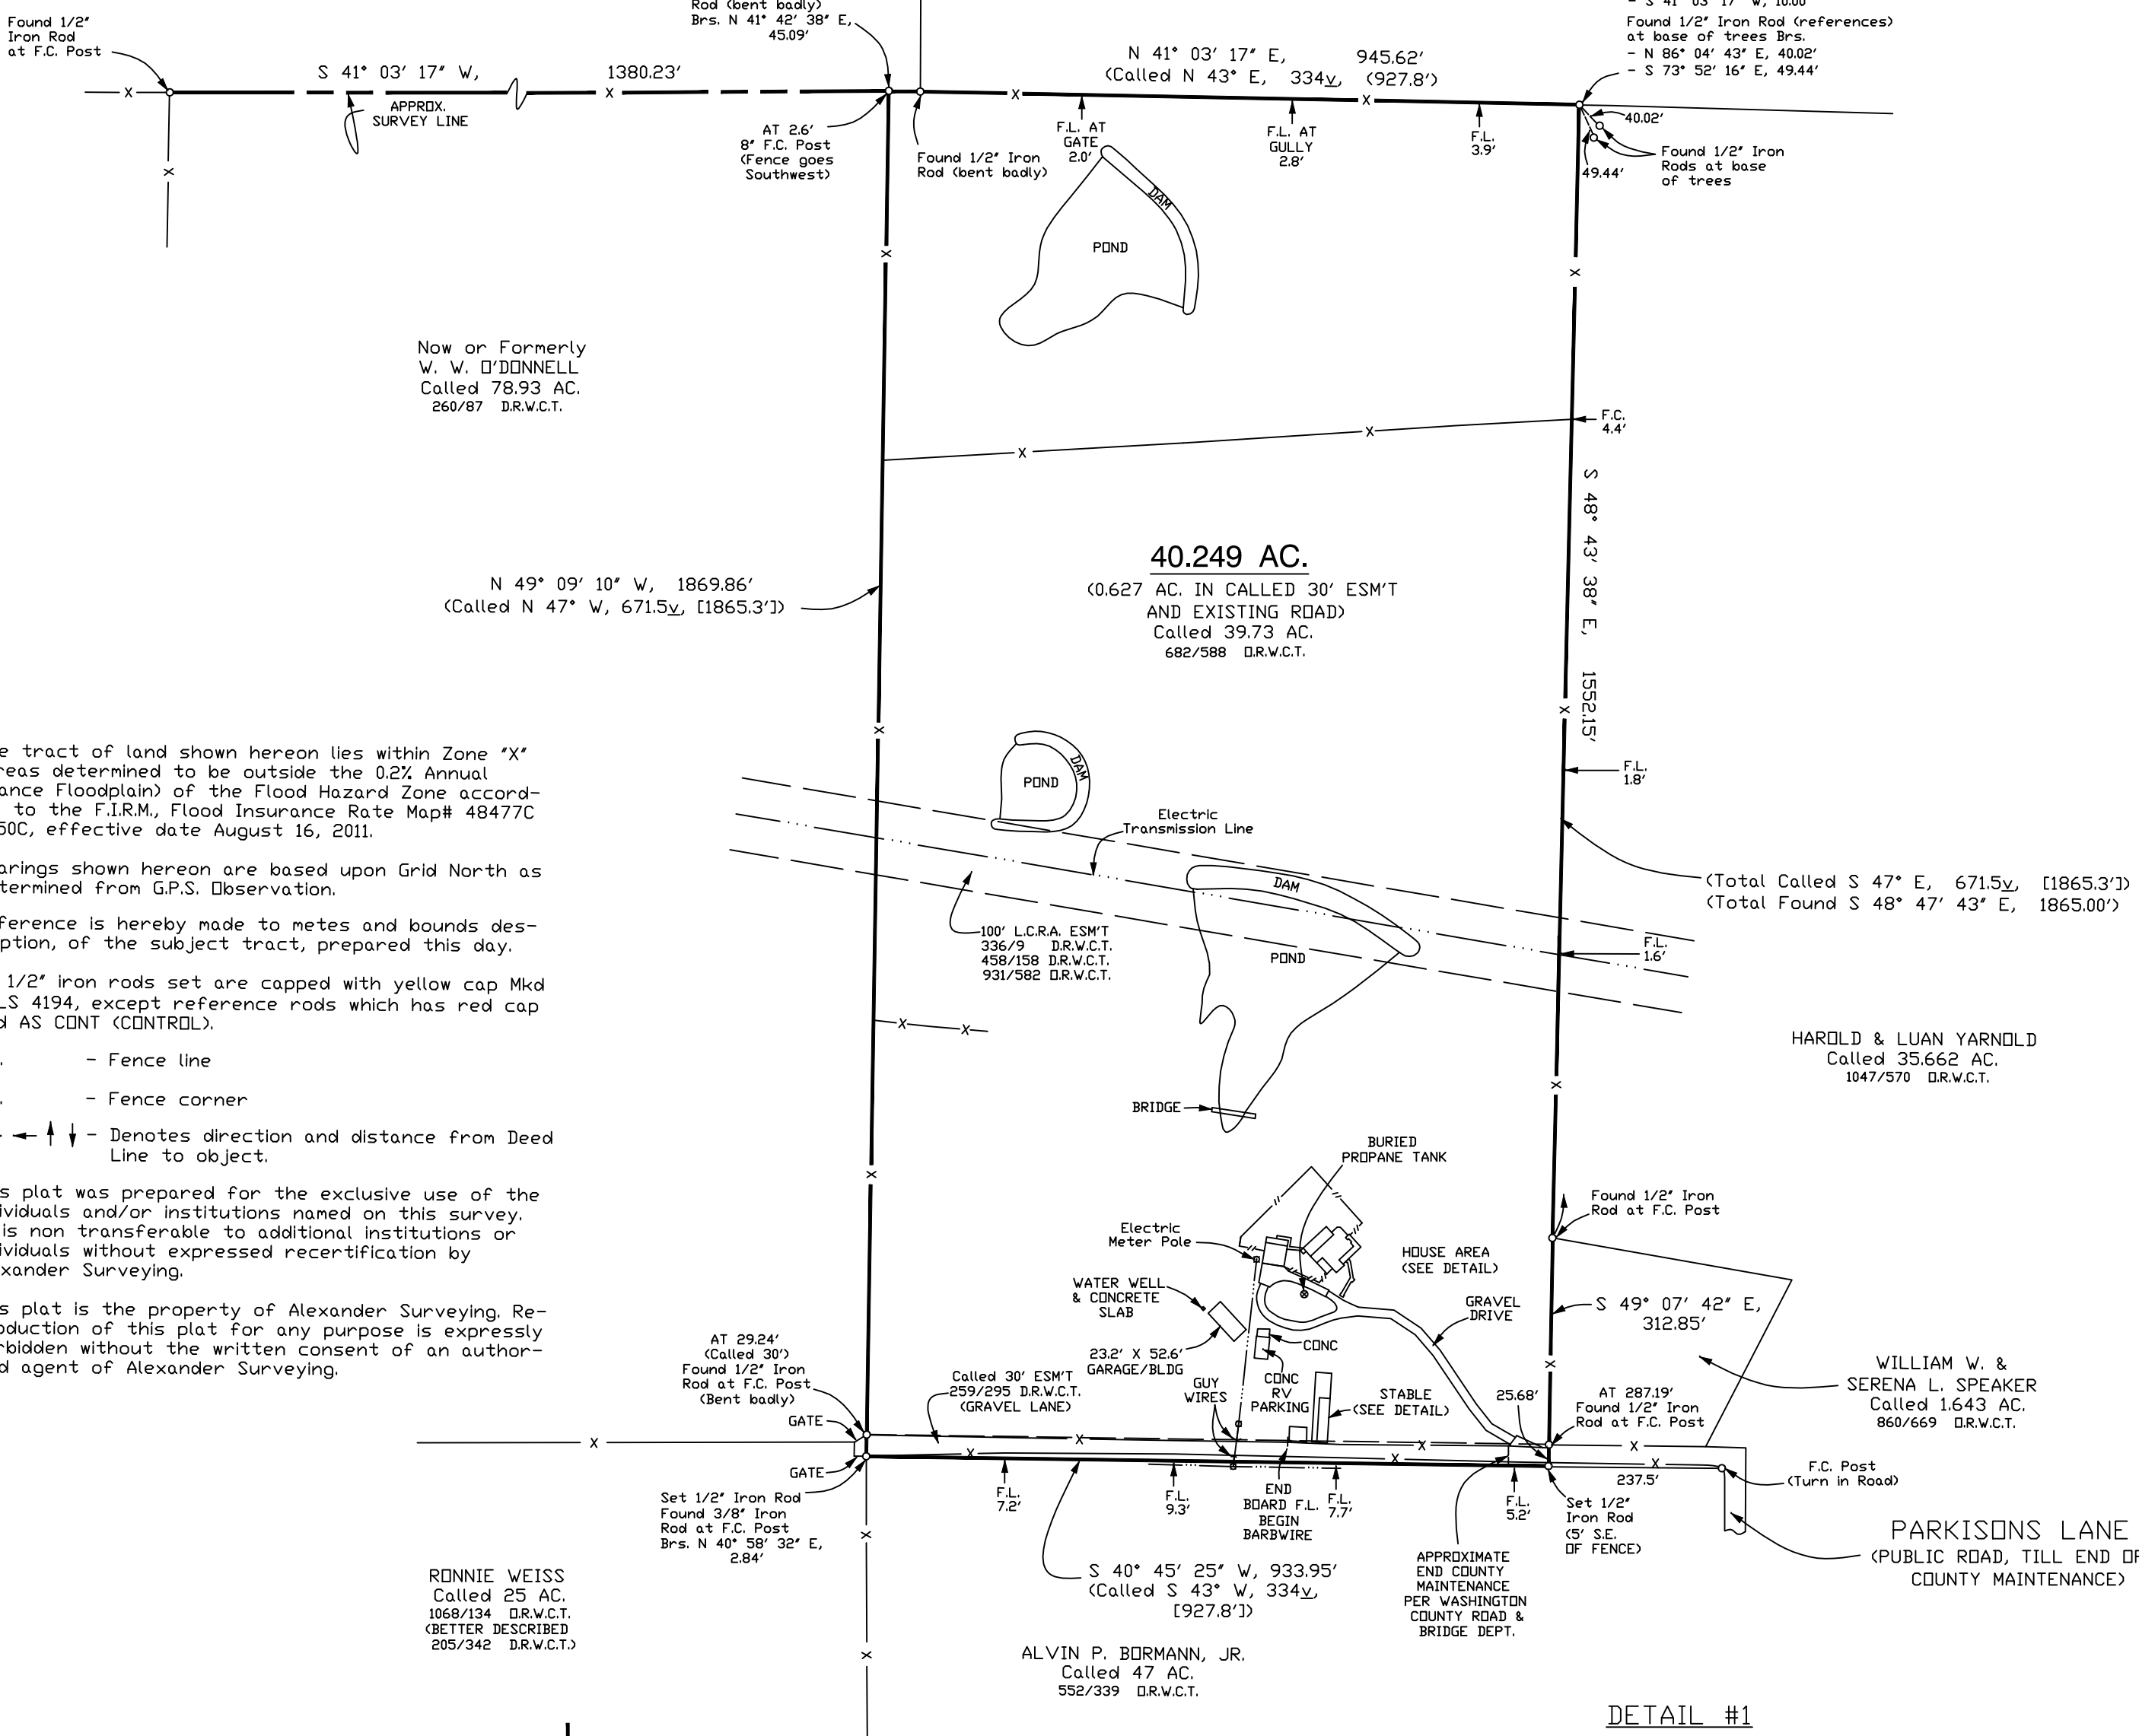 Found 1/2"
Iron Rod
at F.C. Post
Rod (bent badly)
Brs. N 41° 42' 38" E,
45.09'
S 41° 03' 17" W, 1380.23'
APPROX.
SURVEY LINE
AT 2.6'
8" F.C. Post
(Fence goes
Southwest)
Found 1/2" Iron
Rod (bent badly)
N 41° 03' 17" E, 945.62'
(Called N 43° E, 334v, (927.8')
F.L. AT
GATE
2.0'
F.L. AT
GULLY
2.8'
F.L.
3.9'
- S 41° 03' 17" W, 10.00'
Found 1/2" Iron Rod (references)
at base of trees Brs.
- N 86° 04' 43" E, 40.02'
- S 73° 52' 16" E, 49.44'
40.02'
49.44'
Found 1/2" Iron
Rods at base
of trees
DAM
POND
Now or Formerly
W. W. O'DONNELL
Called 78.93 AC.
260/87 D.R.W.C.T.
F.C.
4.4'
S 48° 43' 38" E, 1552.15'
N 49° 09' 10" W, 1869.86'
(Called N 47° W, 671.5v, [1865.3'])
40.249 AC.
(0.627 AC. IN CALLED 30' ESM'T
AND EXISTING ROAD)
Called 39.73 AC.
682/588 O.R.W.C.T.
e tract of land shown hereon lies within Zone "X"
reas determined to be outside the 0.2% Annual
ance Floodplain) of the Flood Hazard Zone accord-
to the F.I.R.M., Flood Insurance Rate Map# 48477C
50C, effective date August 16, 2011.
arings shown hereon are based upon Grid North as
termined from G.P.S. Observation.
ference is hereby made to metes and bounds des-
ption, of the subject tract, prepared this day.
1/2" iron rods set are capped with yellow cap Mkd
LS 4194, except reference rods which has red cap
d AS CONT (CONTROL).
. - Fence line
. - Fence corner
- Denotes direction and distance from Deed
Line to object.
s plat was prepared for the exclusive use of the
ividuals and/or institutions named on this survey.
is non transferable to additional institutions or
ividuals without expressed recertification by
xander Surveying.
s plat is the property of Alexander Surveying. Re-
oduction of this plat for any purpose is expressly
rbidden without the written consent of an author-
d agent of Alexander Surveying.
POND
DAM
Electric
Transmission Line
F.L.
1.8'
(Total Called S 47° E, 671.5v, [1865.3'])
(Total Found S 48° 47' 43" E, 1865.00')
DAM
POND
100' L.C.R.A. ESM'T
336/9 D.R.W.C.T.
458/158 D.R.W.C.T.
931/582 O.R.W.C.T.
F.L.
1.6'
HAROLD & LUAN YARNOLD
Called 35.662 AC.
1047/570 O.R.W.C.T.
BRIDGE
BURIED
PROPANE TANK
Electric
Meter Pole
HOUSE AREA
(SEE DETAIL)
Found 1/2" Iron
Rod at F.C. Post
WATER WELL
& CONCRETE
SLAB
GRAVEL
DRIVE
S 49° 07' 42" E,
312.85'
23.2' X 52.6'
GARAGE/BLDG
CONC
CONC
RV
PARKING
GUY
WIRES
STABLE
(SEE DETAIL)
25.68'
AT 287.19'
Found 1/2" Iron
Rod at F.C. Post
WILLIAM W. &
SERENA L. SPEAKER
Called 1.643 AC.
860/669 O.R.W.C.T.
AT 29.24'
(Called 30')
Found 1/2" Iron
Rod at F.C. Post
(Bent badly)
GATE
GATE
Called 30' ESM'T
259/295 D.R.W.C.T.
(GRAVEL LANE)
Set 1/2" Iron Rod
Found 3/8" Iron
Rod at F.C. Post
Brs. N 40° 58' 32" E,
2.84'
F.L.
7.2'
F.L.
9.3'
END
BOARD F.L.
BEGIN
BARBWIRE
F.L.
7.7'
F.L.
5.2'
237.5'
F.C. Post
(Turn in Road)
Set 1/2"
Iron Rod
(5' S.E.
OF FENCE)
PARKISONS LANE
(PUBLIC ROAD, TILL END OF
COUNTY MAINTENANCE)
APPROXIMATE
END COUNTY
MAINTENANCE
PER WASHINGTON
COUNTY ROAD &
BRIDGE DEPT.
S 40° 45' 25" W, 933.95'
(Called S 43° W, 334v,
[927.8'])
RONNIE WEISS
Called 25 AC.
1068/134 O.R.W.C.T.
(BETTER DESCRIBED
205/342 D.R.W.C.T.)
ALVIN P. BORMANN, JR.
Called 47 AC.
552/339 O.R.W.C.T.
DETAIL #1